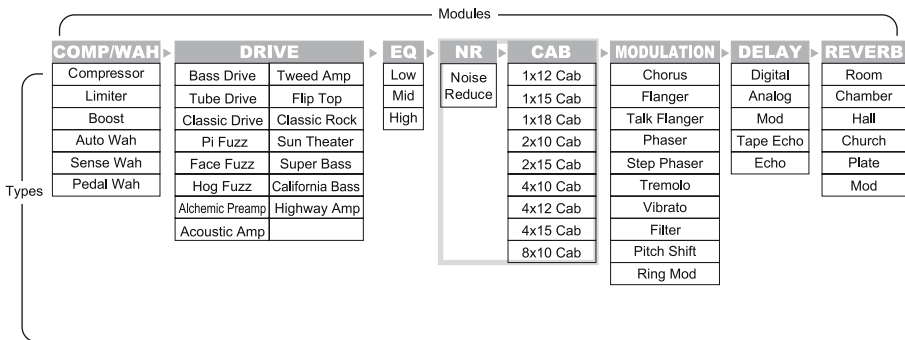 Modules
COMP/WAH DRIVE EQ NR CAB MODULATION DELAY REVERB
Types
Compressor
Limiter
Boost
Auto Wah
Sense Wah
Pedal Wah
Bass Drive Tweed Amp
Tube Drive Flip Top
Classic Drive Classic Rock
Pi Fuzz Sun Theater
Face Fuzz Super Bass
Hog Fuzz California Bass
Alchemic Preamp Highway Amp
Acoustic Amp
Low
Mid
High
Noise
Reduce
1x12 Cab
1x15 Cab
1x18 Cab
2x10 Cab
2x15 Cab
4x10 Cab
4x12 Cab
4x15 Cab
8x10 Cab
Chorus
Flanger
Talk Flanger
Phaser
Step Phaser
Tremolo
Vibrato
Filter
Pitch Shift
Ring Mod
Digital
Analog
Mod
Tape Echo
Echo
Room
Chamber
Hall
Church
Plate
Mod